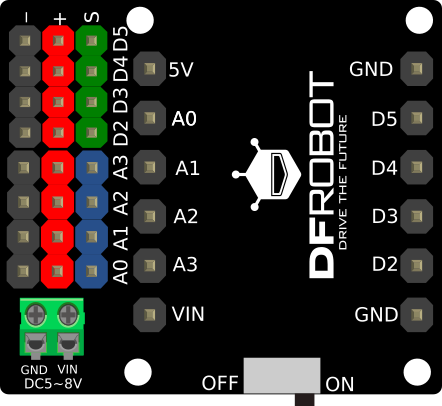 − + S
D5
D4
D3
D2
A3
A2
A1
A0
5V
A0
A1
A2
A3
VIN
GND
D5
D4
D3
D2
GND
DFROBOT
DRIVE THE FUTURE
GND VIN
DC5~8V
OFF ON